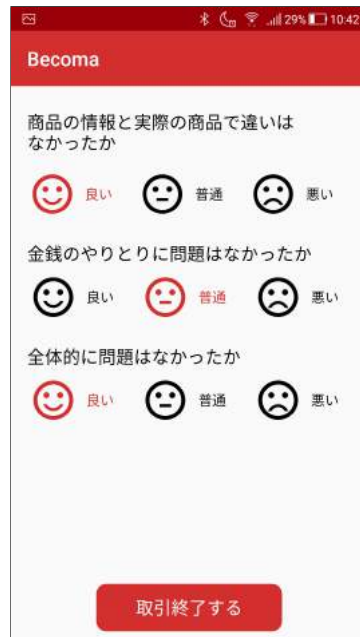 29% 10:42
Becoma
商品の情報と実際の商品で違いは
なかったか
良い 普通 悪い
金銭のやりとりに問題はなかったか
良い 普通 悪い
全体的に問題はなかったか
良い 普通 悪い
取引終了する